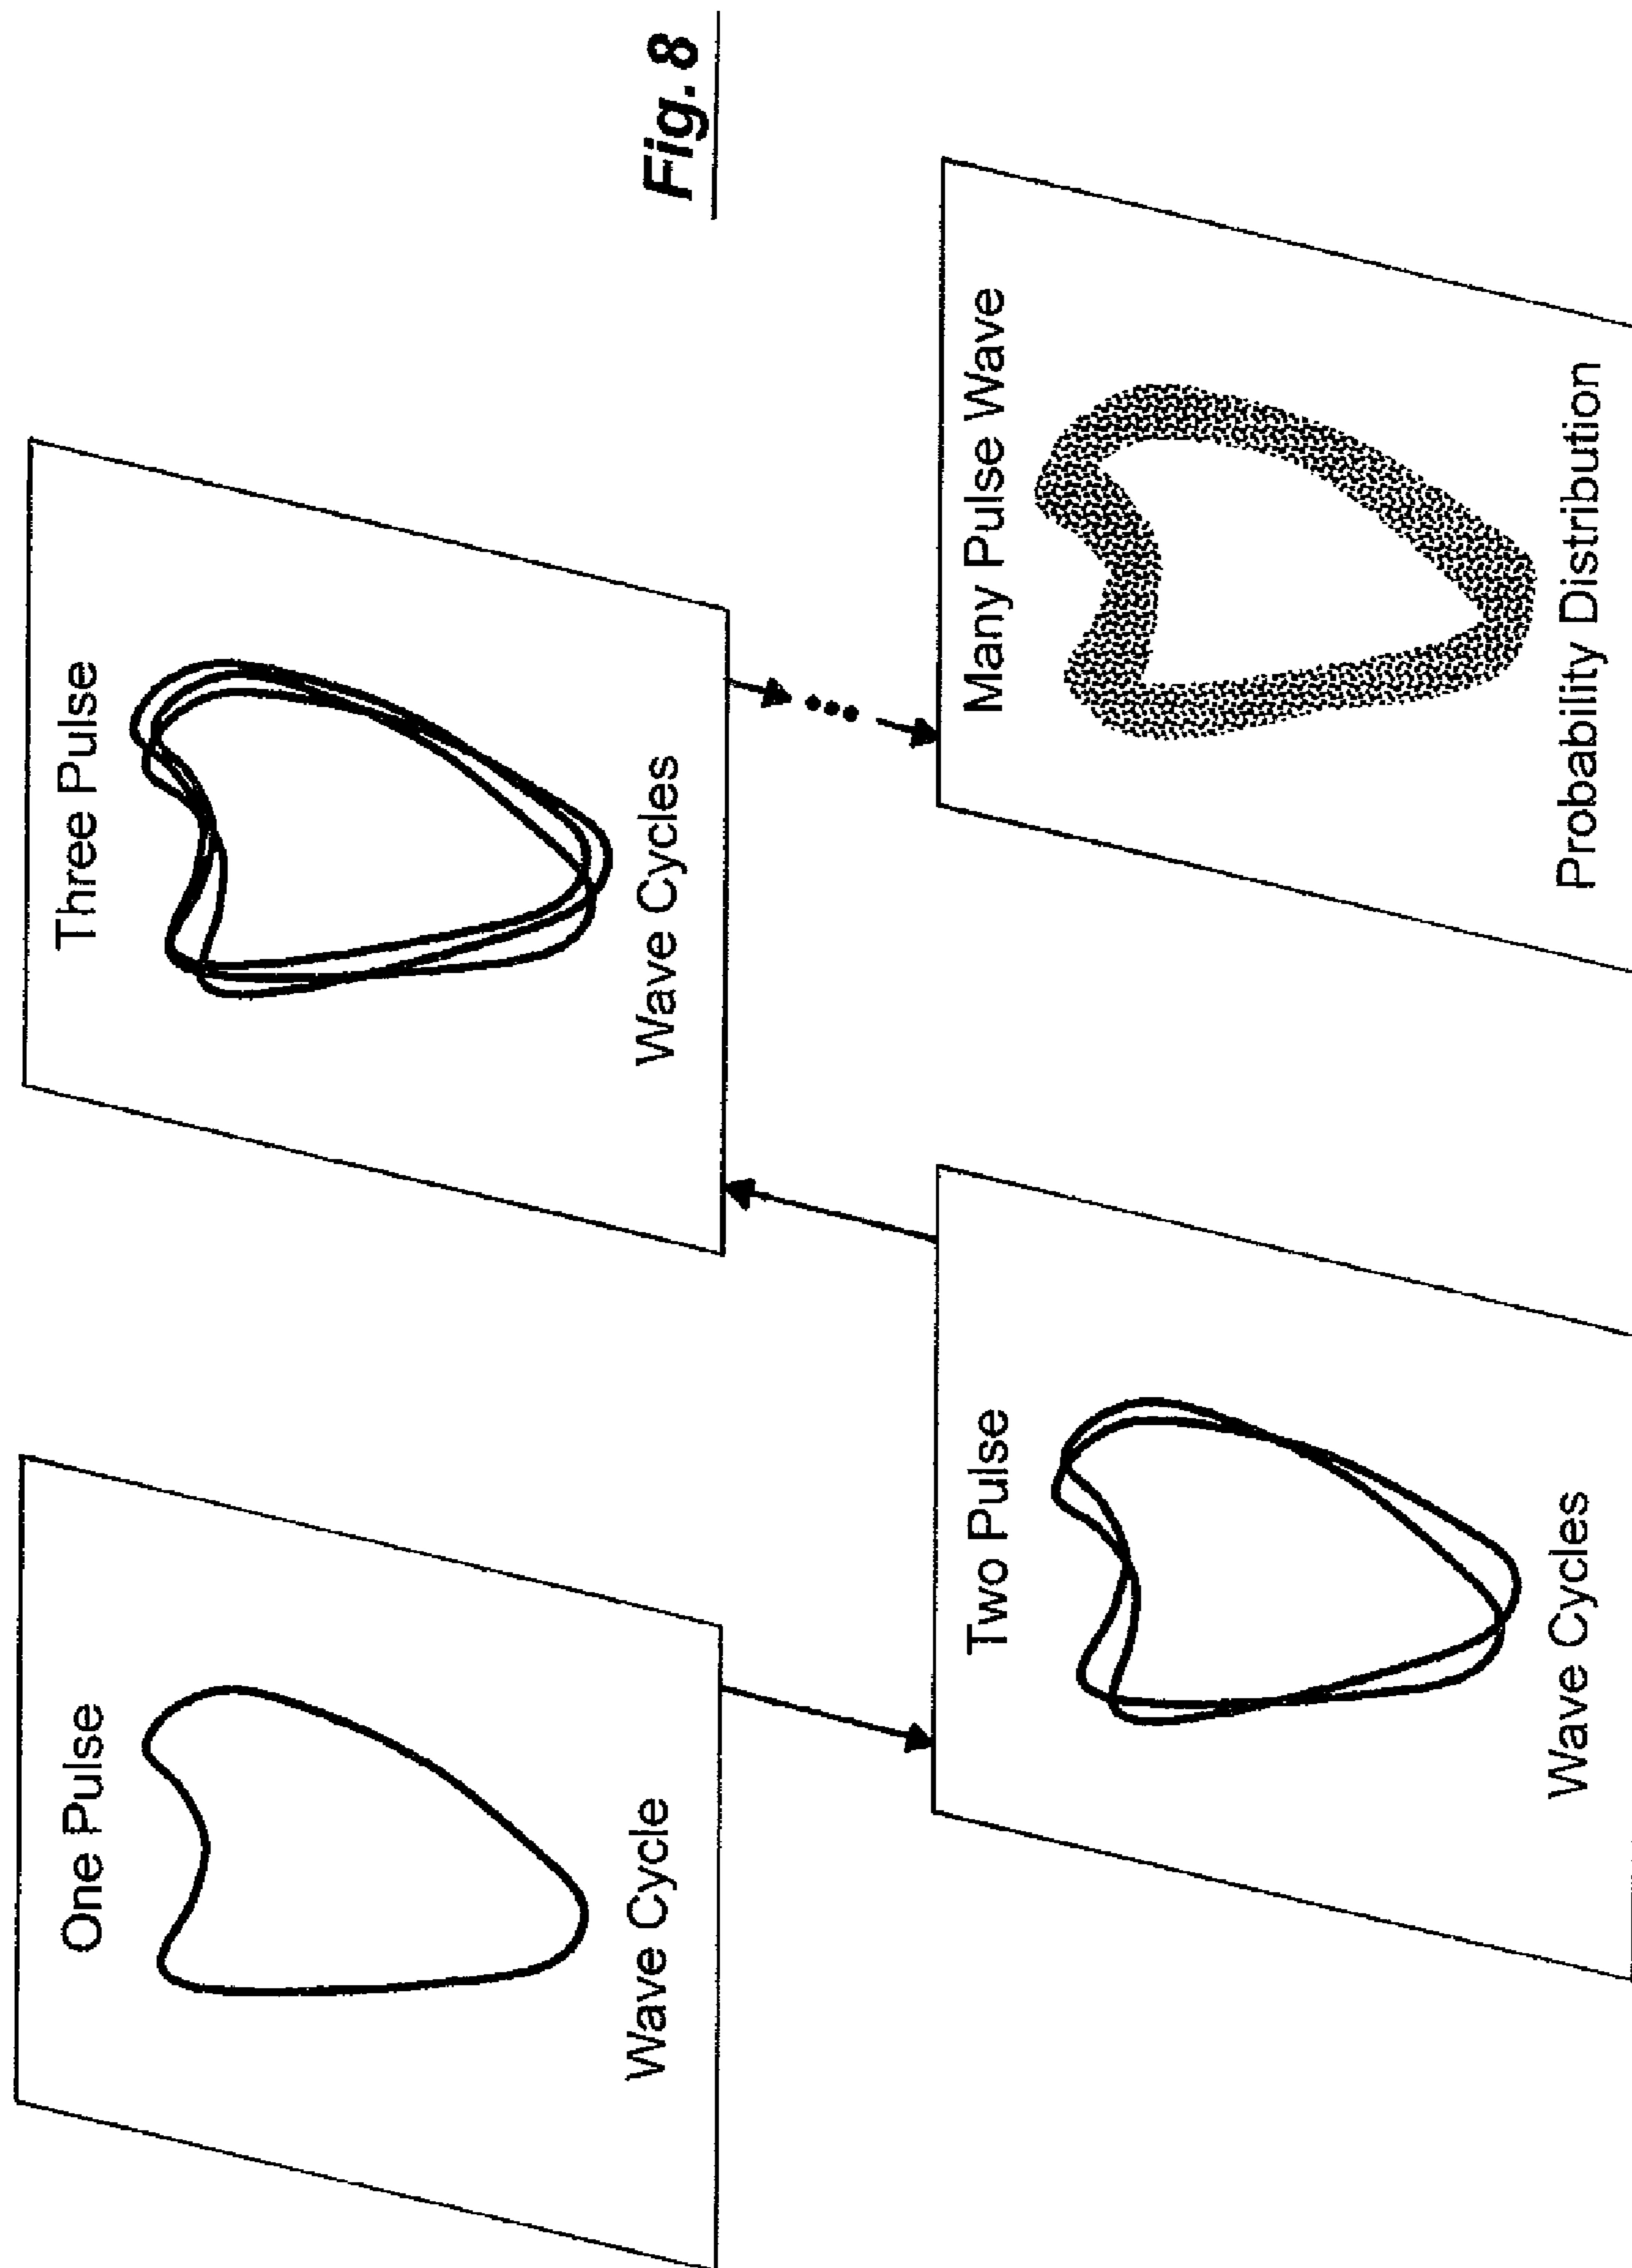 One Pulse
Wave Cycle
Two Pulse
Wave Cycles
Three Pulse
Wave Cycles
Many Pulse Wave
Probability Distribution
Fig. 8